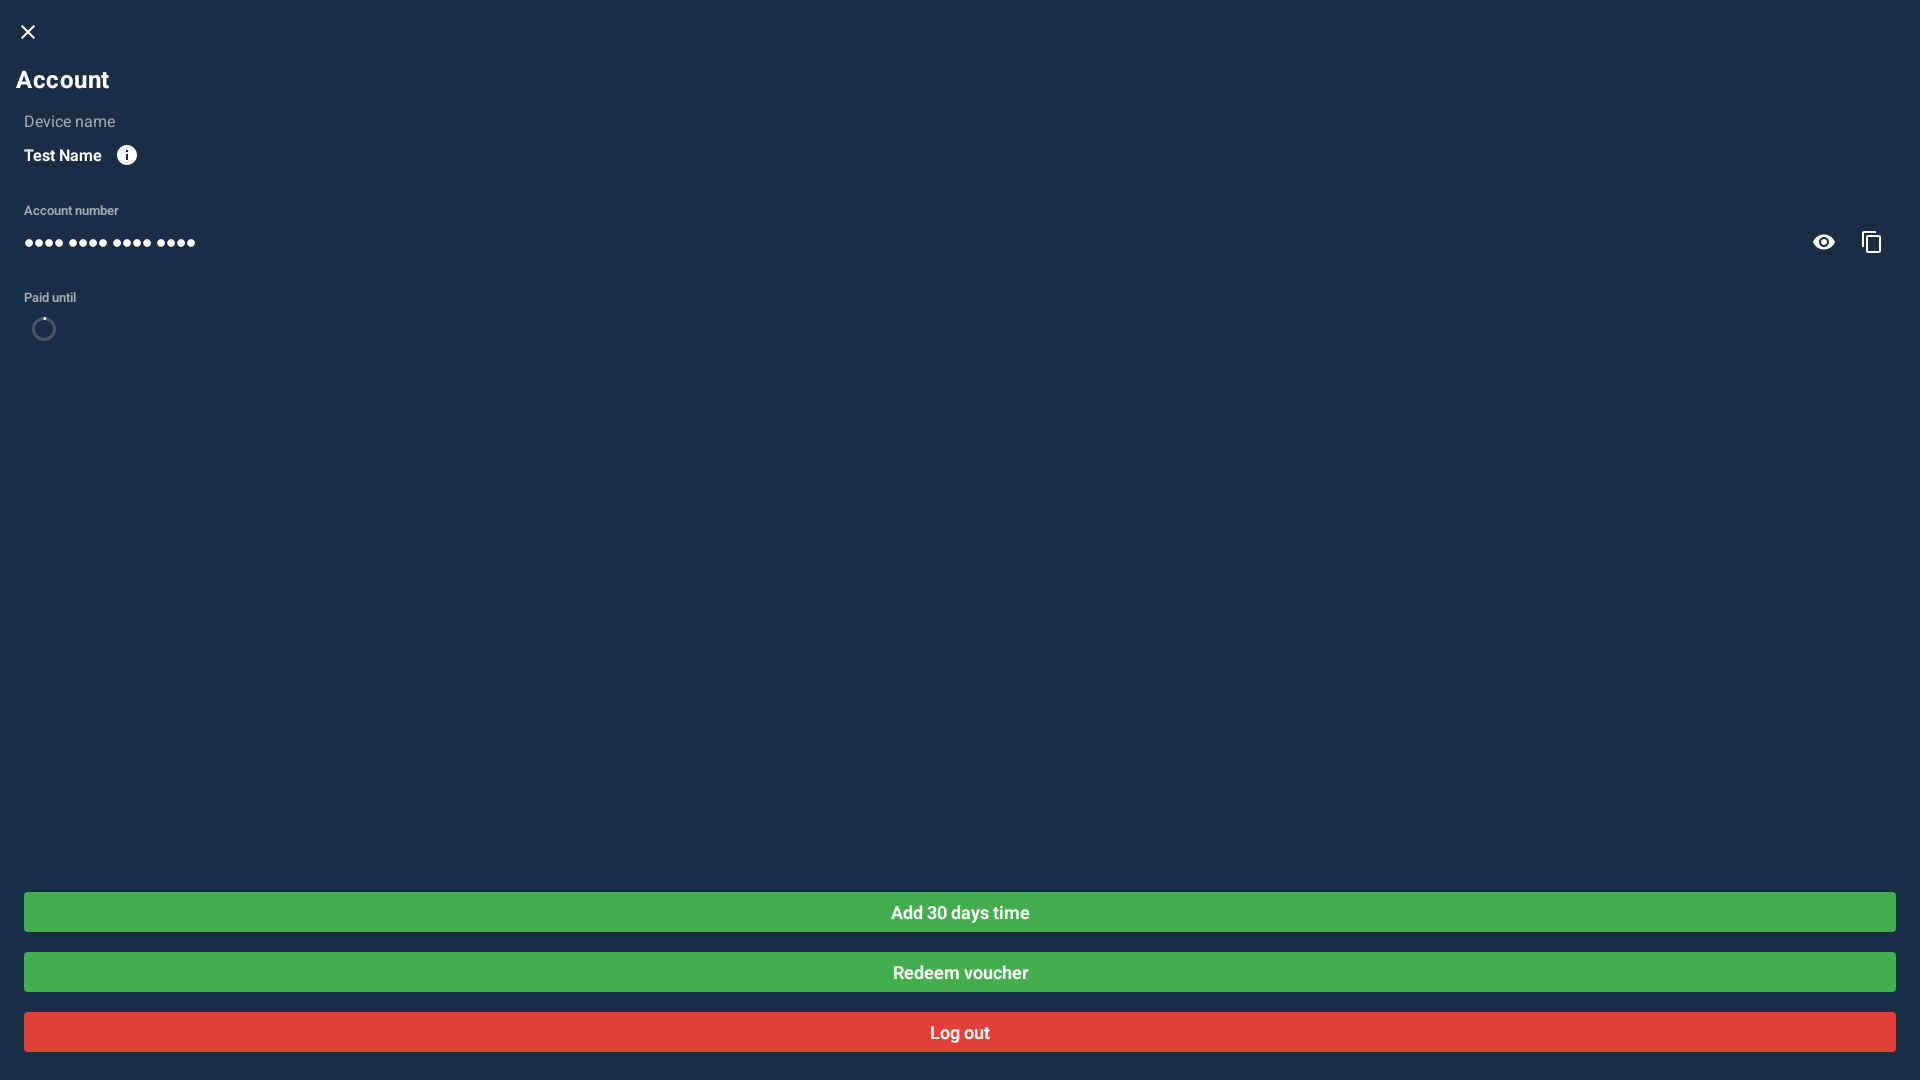 Account
Device name
Test Name
Account number
●●●● ●●●● ●●●● ●●●●
Paid until
Add 30 days time
Redeem voucher
Log out